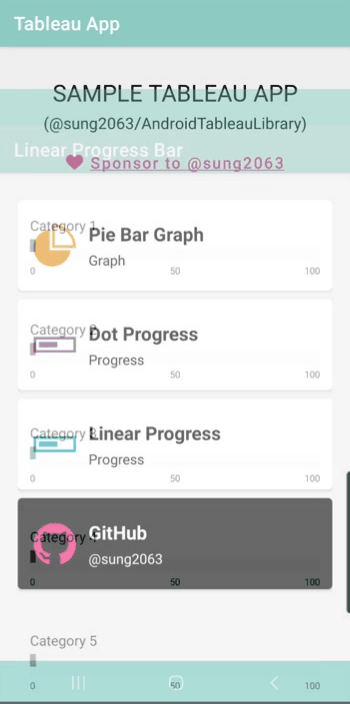 Tableau App
SAMPLE TABLEAU APP
(@sung2063/AndroidTableauLibrary)
Linear Progress Bar
Sponsor to @sung2063
Category 1
Pie Bar Graph
Graph
0 50 100
Category 2
Dot Progress
Progress
0 50 100
Category 3
Linear Progress
Progress
0 50 100
GitHub
Category 4
@sung2063
0 50 100
Category 5
0 50 100